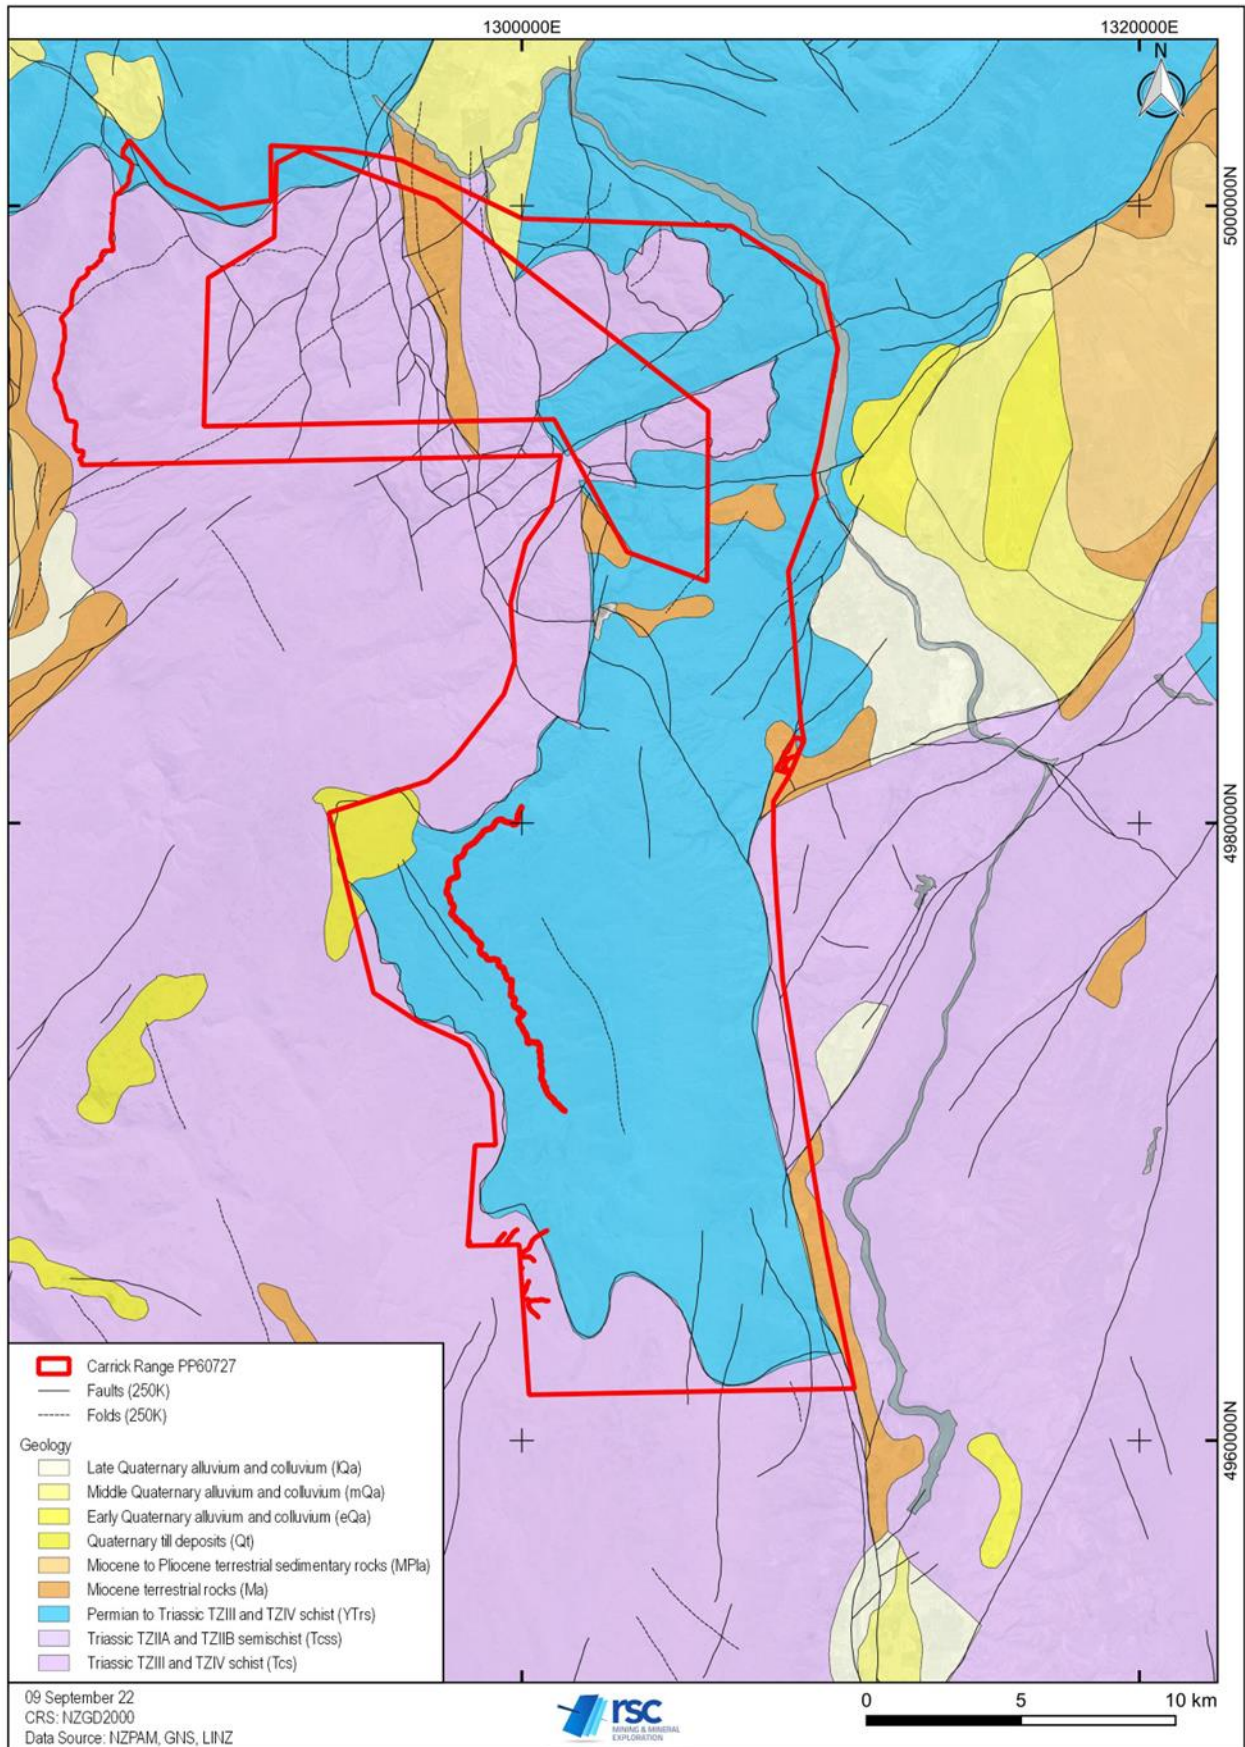 1300000E 1320000E
N
5000000N
4980000N
4960000N
Carrick Range PP60727
Faults (250K)
Folds (250K)
Geology
Late Quaternary alluvium and colluvium (lQa)
Middle Quaternary alluvium and colluvium (mQa)
Early Quaternary alluvium and colluvium (eQa)
Quaternary till deposits (Qt)
Miocene to Pliocene terrestrial sedimentary rocks (MPla)
Miocene terrestrial rocks (Ma)
Permian to Triassic TZIII and TZIV schist (YTrs)
Triassic TZIIA and TZIIB semischist (Tcss)
Triassic TZIII and TZIV schist (Tcs)
09 September 22
CRS: NZGD2000
Data Source: NZPAM, GNS, LINZ
rsc
MINING & MINERAL
EXPLORATION
0 5 10 km